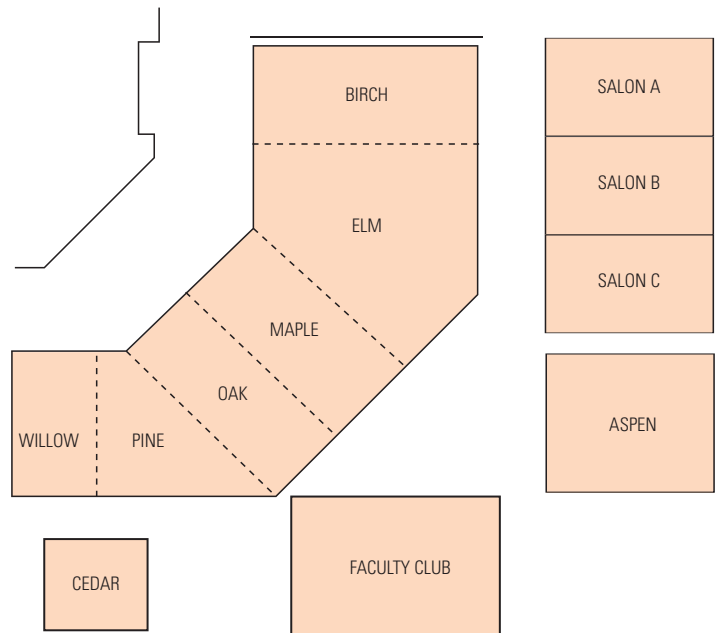 BIRCH
SALON A
SALON B
ELM
SALON C
MAPLE
OAK
ASPEN
WILLOW
PINE
FACULTY CLUB
CEDAR